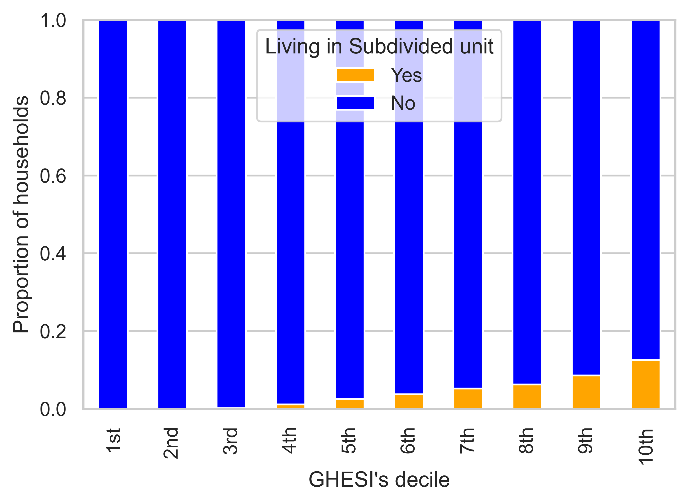 1.0
0.8
0.6
0.4
0.2
0.0
Proportion of households
Living in Subdivided unit
Yes
No
1st
2nd
3rd
4th
5th
6th
7th
8th
9th
10th
GHESI's decile